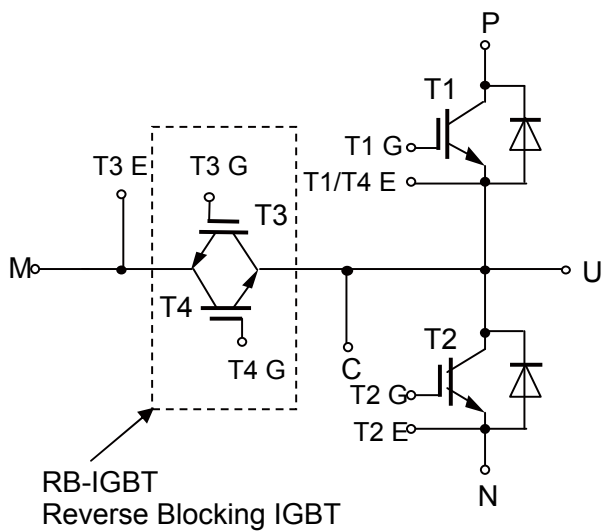 P
T1
T1 G
T1/T4 E
T3 E
T3 G
T3
M
U
T4
T4 G
C
T2
T2 G
T2 E
N
RB-IGBT
Reverse Blocking IGBT